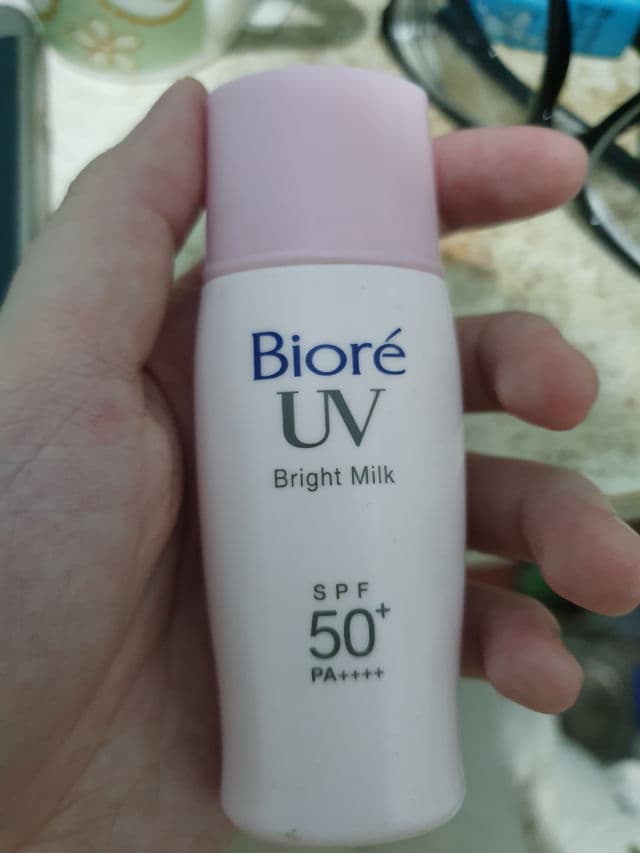 Bioré
UV
Bright Milk
SPF
50+
PA++++